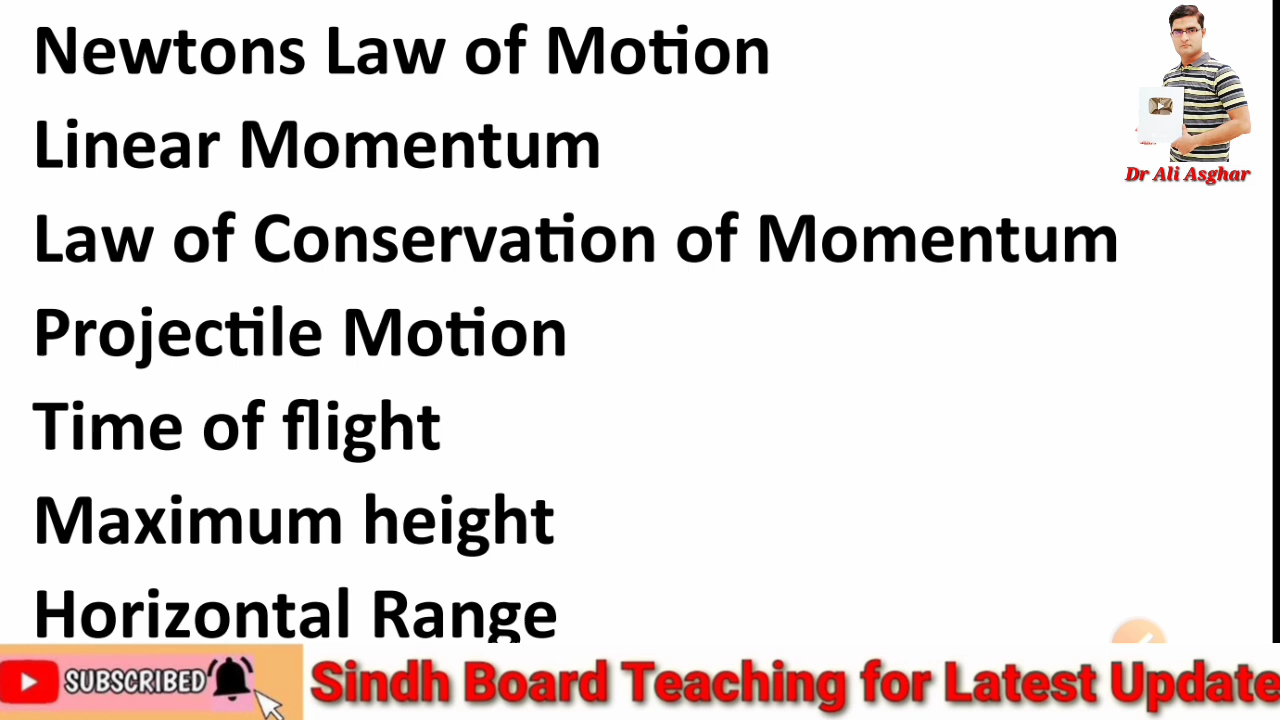 Newtons Law of Motion
Linear Momentum
Law of Conservation of Momentum
Projectile Motion
Time of flight
Maximum height
Horizontal Range
Dr Ali Asghar
SUBSCRIBED
Sindh Board Teaching for Latest Update